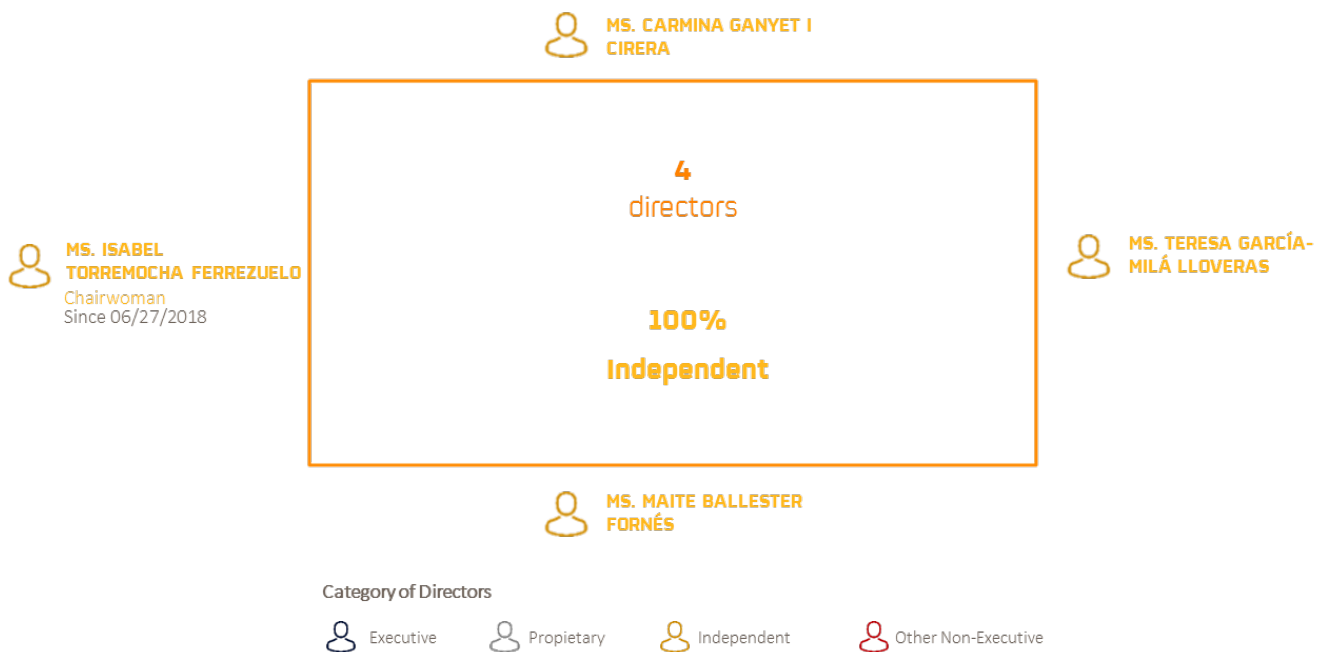 MS. CARMINA GANYET I
CIRERA
4
directors
MS. ISABEL
TORREMOCHA FERREZUELO
Chairwoman
Since 06/27/2018
MS. TERESA GARCÍA-
MILÁ LLOVERAS
100%
Independent
MS. MAITE BALLESTER
FORNÉS
Category of Directors
Executive
Propietary
Independent
Other Non-Executive